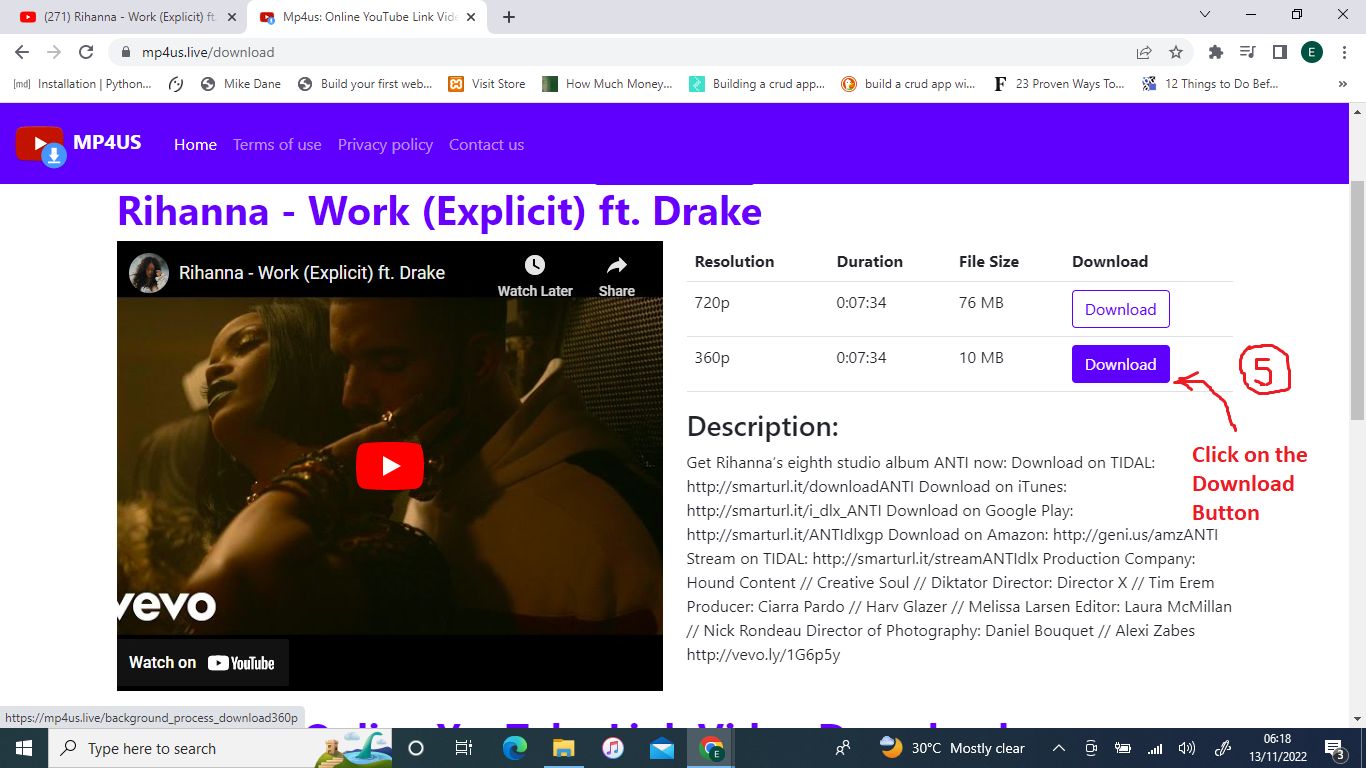 (271) Rihanna - Work (Explicit) ft.
Mp4us: Online YouTube Link Vide
mp4us.live/download
E
[md] Installation | Python...
Mike Dane
Build your first web...
Visit Store
How Much Money...
Building a crud app...
build a crud app wi...
F 23 Proven Ways To...
12 Things to Do Bef...
»
MP4US
Home
Terms of use
Privacy policy
Contact us
Rihanna - Work (Explicit) ft. Drake
Rihanna - Work (Explicit) ft. Drake
Watch Later
Share
vevo
Watch on YouTube
Resolution Duration File Size Download
720p 0:07:34 76 MB Download
360p 0:07:34 10 MB Download
5
Click on the
Download
Button
Description:
Get Rihanna's eighth studio album ANTI now: Download on TIDAL:
http://smarturl.it/downloadANTI Download on iTunes:
http://smarturl.it/i_dlx_ANTI Download on Google Play:
http://smarturl.it/ANTIdlxgp Download on Amazon: http://geni.us/amzANTI
Stream on TIDAL: http://smarturl.it/streamANTIdlx Production Company:
Hound Content // Creative Soul // Diktator Director: Director X // Tim Erem
Producer: Ciarra Pardo // Harv Glazer // Melissa Larsen Editor: Laura McMillan
// Nick Rondeau Director of Photography: Daniel Bouquet // Alexi Zabes
http://vevo.ly/1G6p5y
https://mp4us.live/background_process_download360p
Online YouTube Link Video Download
Type here to search
E
30°C Mostly clear
06:18
13/11/2022
3